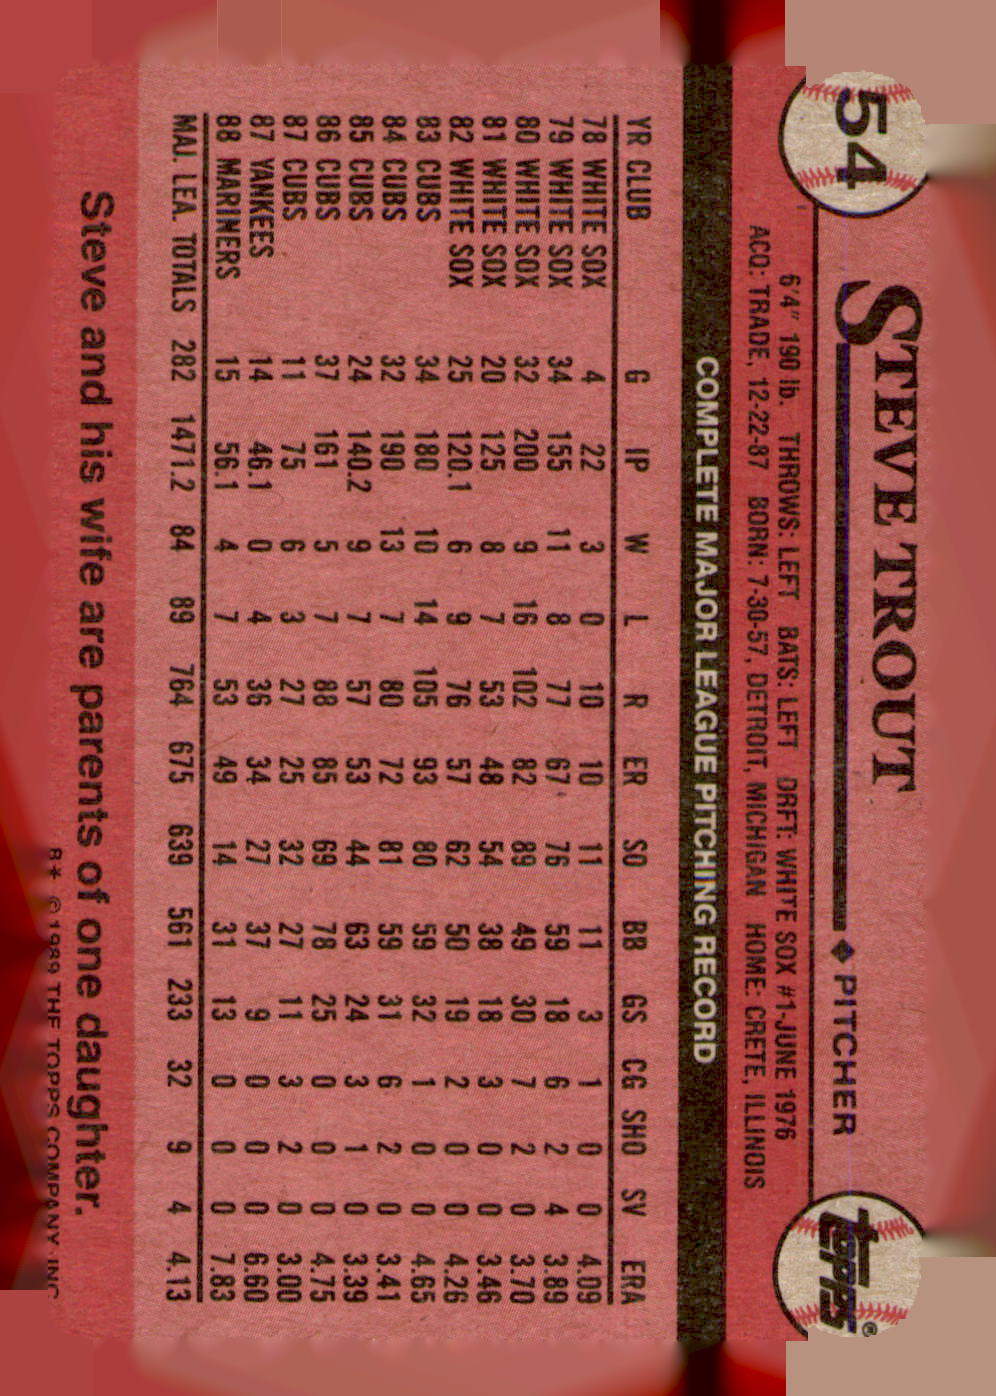 54 STEVE TROUT ◆ PITCHER topps®
6'4" 190 lb. THROWS: LEFT BATS: LEFT DRFT: WHITE SOX #1-JUNE 1976
ACQ: TRADE, 12-22-87 BORN: 7-30-57, DETROIT, MICHIGAN HOME: CRETE, ILLINOIS
COMPLETE MAJOR LEAGUE PITCHING RECORD
YR CLUB G IP W L R ER SO BB GS CG SHO SV ERA
78 WHITE SOX 4 22 3 0 10 10 11 11 3 1 0 0 4.09
79 WHITE SOX 34 155 11 8 77 67 76 59 18 6 2 4 3.89
80 WHITE SOX 32 200 9 16 102 82 89 49 30 7 2 0 3.70
81 WHITE SOX 20 125 8 7 53 48 54 38 18 3 0 0 3.46
82 WHITE SOX 25 120.1 6 9 76 57 62 50 19 2 0 0 4.26
83 CUBS 34 180 10 14 105 93 80 59 32 1 0 0 4.65
84 CUBS 32 190 13 7 80 72 81 59 31 6 2 0 3.41
85 CUBS 24 140.2 9 7 57 53 44 63 24 3 1 0 3.39
86 CUBS 37 161 5 7 88 85 69 78 25 0 0 0 4.75
87 CUBS 11 75 6 3 27 25 32 27 11 3 2 0 3.00
87 YANKEES 14 46.1 0 4 36 34 27 37 9 0 0 0 6.60
88 MARINERS 15 56.1 4 7 53 49 14 31 13 0 0 0 7.83
MAJ. LEA. TOTALS 282 1471.2 84 89 764 675 639 561 233 32 9 4 4.13
Steve and his wife are parents of one daughter.
B* ©1989 THE TOPPS COMPANY, INC.